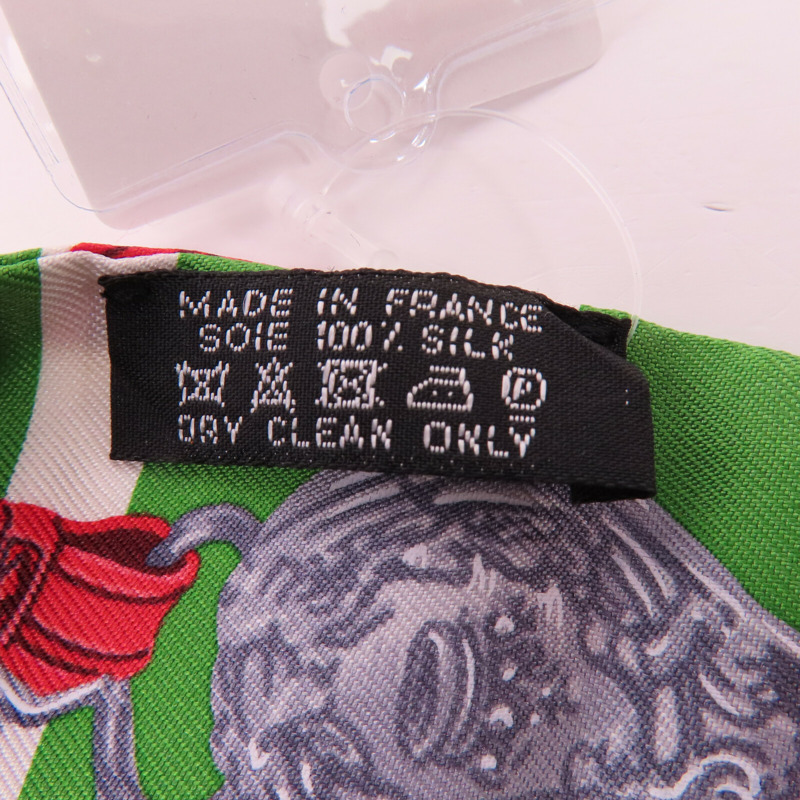 MADE IN FRANCE
SOIE 100% SILK
P
DRY CLEAN ONLY